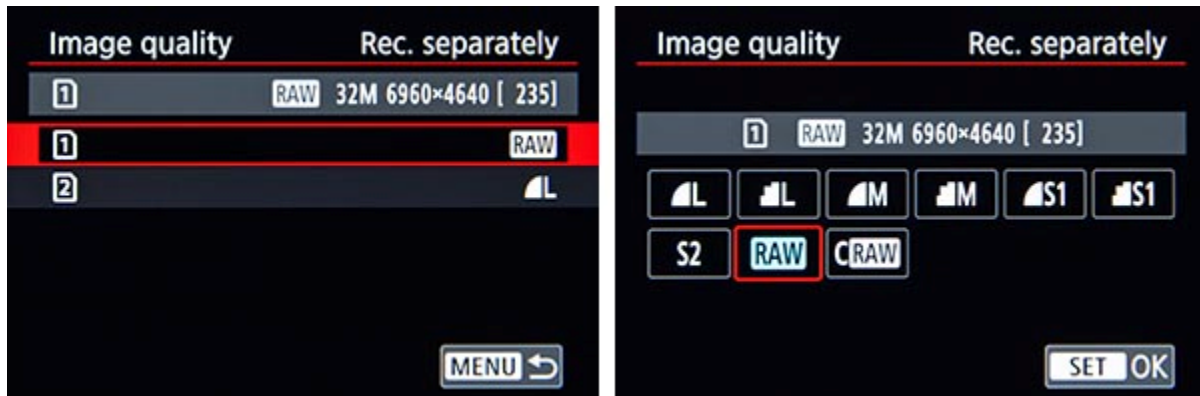 Image quality Rec. separately
1 RAW 32M 6960×4640 [ 235]
1 RAW
2 L
MENU
Image quality Rec. separately
1 RAW 32M 6960×4640 [ 235]
L L M M S1 S1
S2 RAW CRAW
SET OK